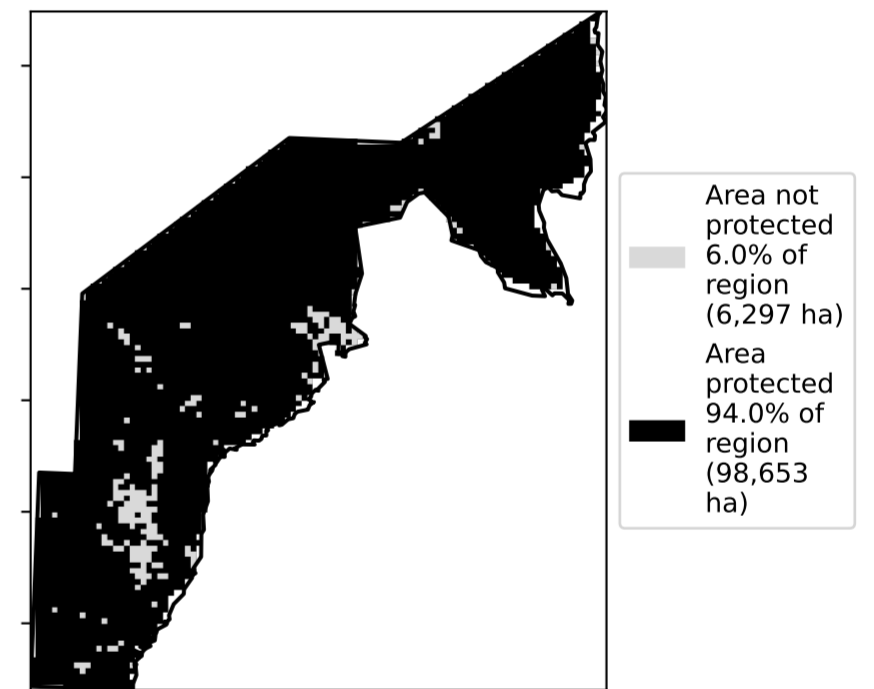 Area not
protected
6.0% of
region
(6,297 ha)
Area
protected
94.0% of
region
(98,653
ha)